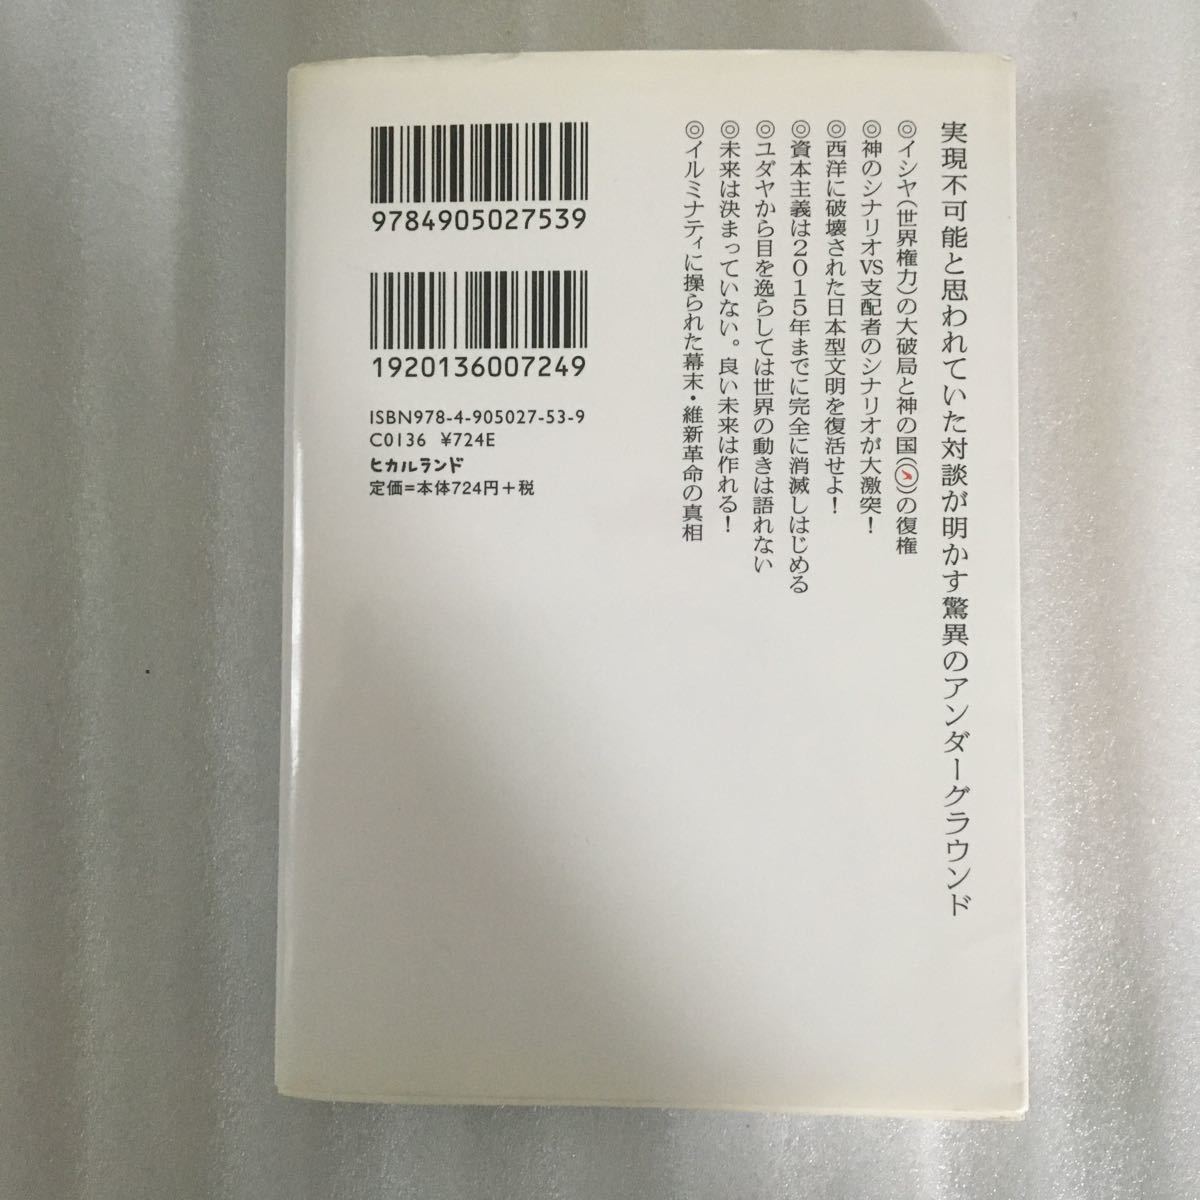 実現不可能と思われていた対談が明かす驚異のアンダーグラウンド
◎イシヤ(世界権力)の大破局と神の国()の復権
◎神のシナリオVS支配者のシナリオが大激突!
◎西洋に破壊された日本型文明を復活せよ!
◎資本主義は2015年までに完全に消滅しはじめる
◎ユダヤから目を逸らしては世界の動きは語れない
◎未来は決まっていない。良い未来は作れる!
◎イルミナティに操られた幕末・維新革命の真相
9784905027539
1920136007249
ISBN978-4-905027-53-9
C0136 ¥724E
ヒカルランド
定価=本体724円+税